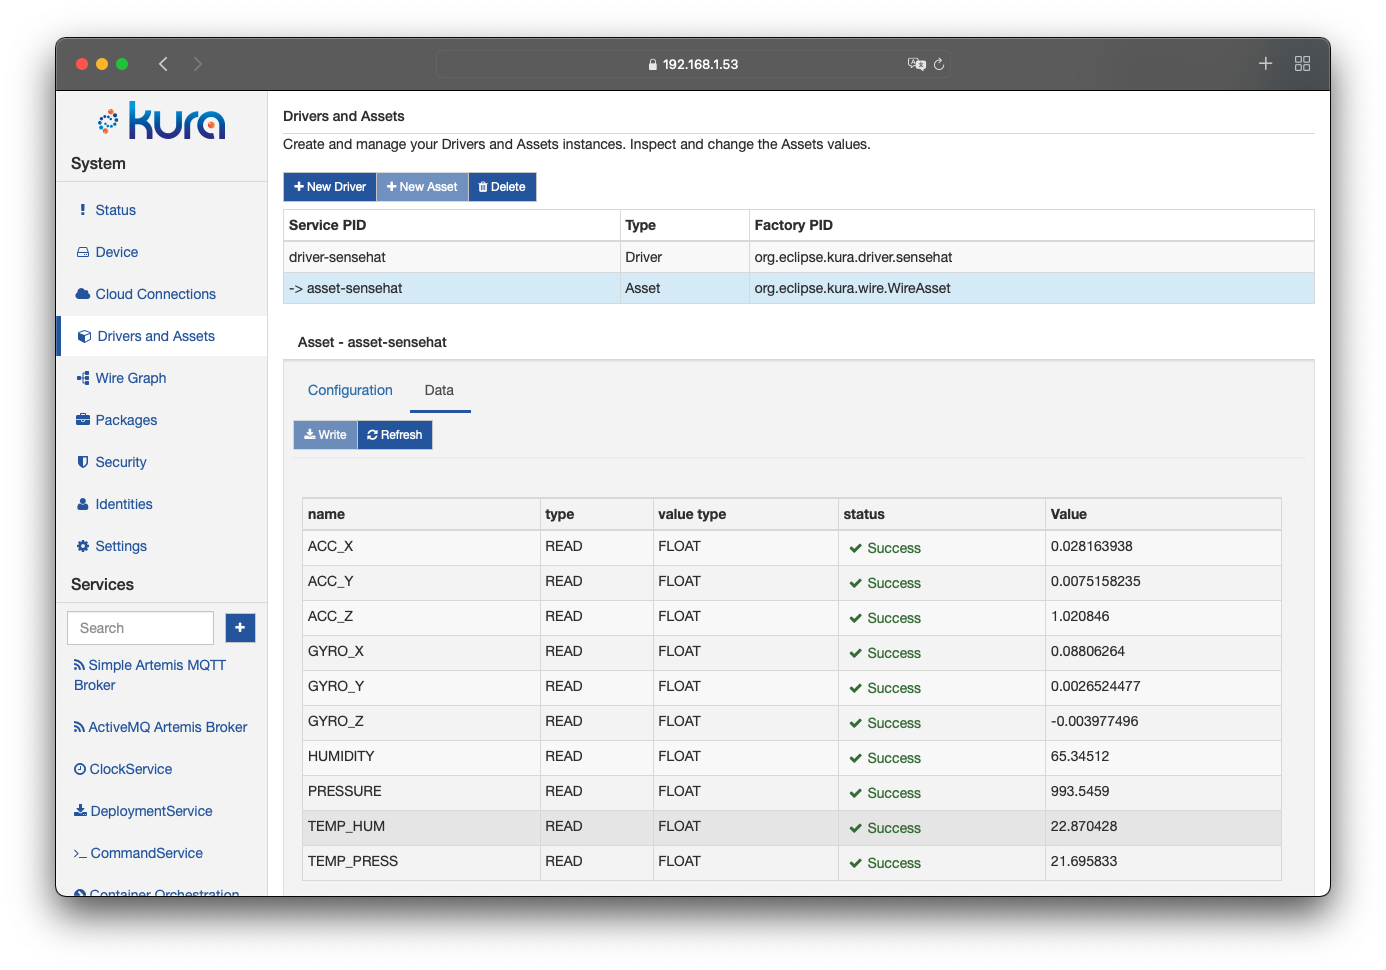 192.168.1.53
kura
System
Status
Device
Cloud Connections
Drivers and Assets
Wire Graph
Packages
Security
Identities
Settings
Services
Search
Simple Artemis MQTT
Broker
ActiveMQ Artemis Broker
ClockService
DeploymentService
CommandService
Container Orchestration
Drivers and Assets
Create and manage your Drivers and Assets instances. Inspect and change the Assets values.
New Driver New Asset Delete
Service PID Type Factory PID
driver-sensehat Driver org.eclipse.kura.driver.sensehat
-> asset-sensehat Asset org.eclipse.kura.wire.WireAsset
Asset - asset-sensehat
Configuration Data
Write Refresh
name type value type status Value
ACC_X READ FLOAT Success 0.028163938
ACC_Y READ FLOAT Success 0.0075158235
ACC_Z READ FLOAT Success 1.020846
GYRO_X READ FLOAT Success 0.08806264
GYRO_Y READ FLOAT Success 0.0026524477
GYRO_Z READ FLOAT Success -0.003977496
HUMIDITY READ FLOAT Success 65.34512
PRESSURE READ FLOAT Success 993.5459
TEMP_HUM READ FLOAT Success 22.870428
TEMP_PRESS READ FLOAT Success 21.695833